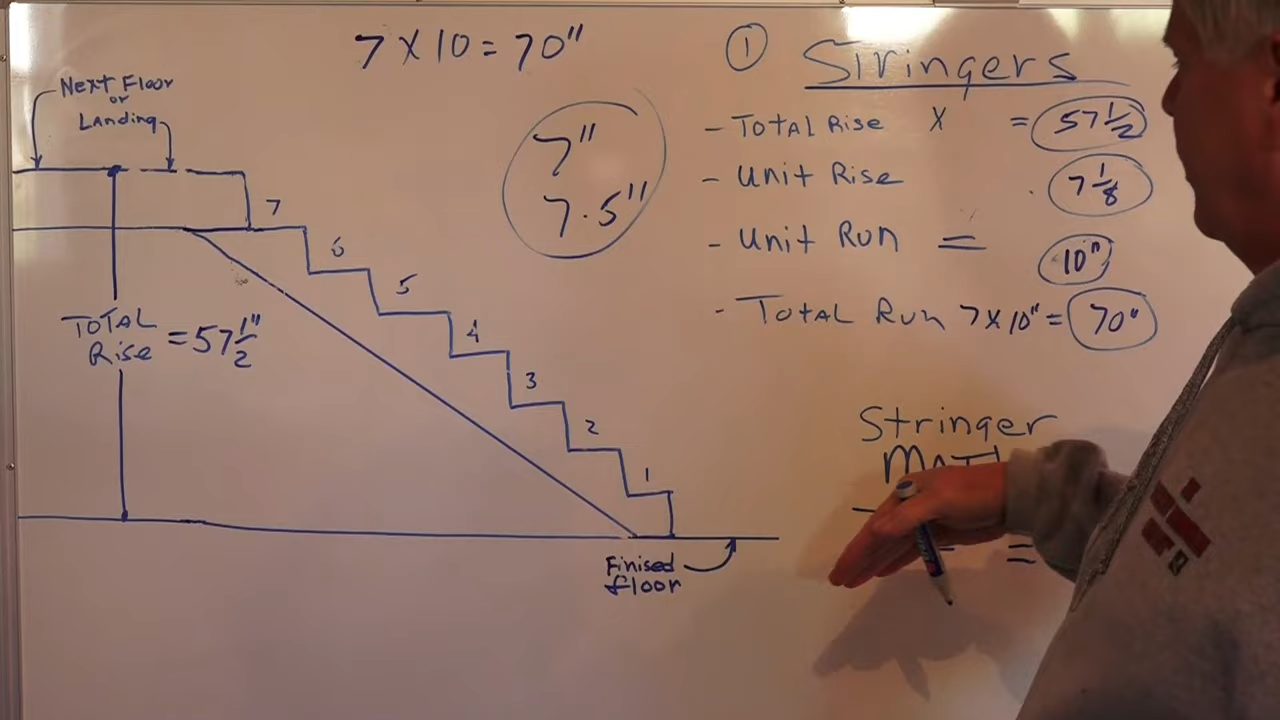 7 X 10 = 70"
Next Floor
or
Landing
7"
7.5"
7
6
5
4
3
2
1
Total
Rise = 57 1/2"
Finised
floor
① Stringers
- Total Rise X = 57 1/2
- Unit Rise 7 1/8
- Unit Run = 10"
- Total Run 7 X 10" = 70"
Stringer
=